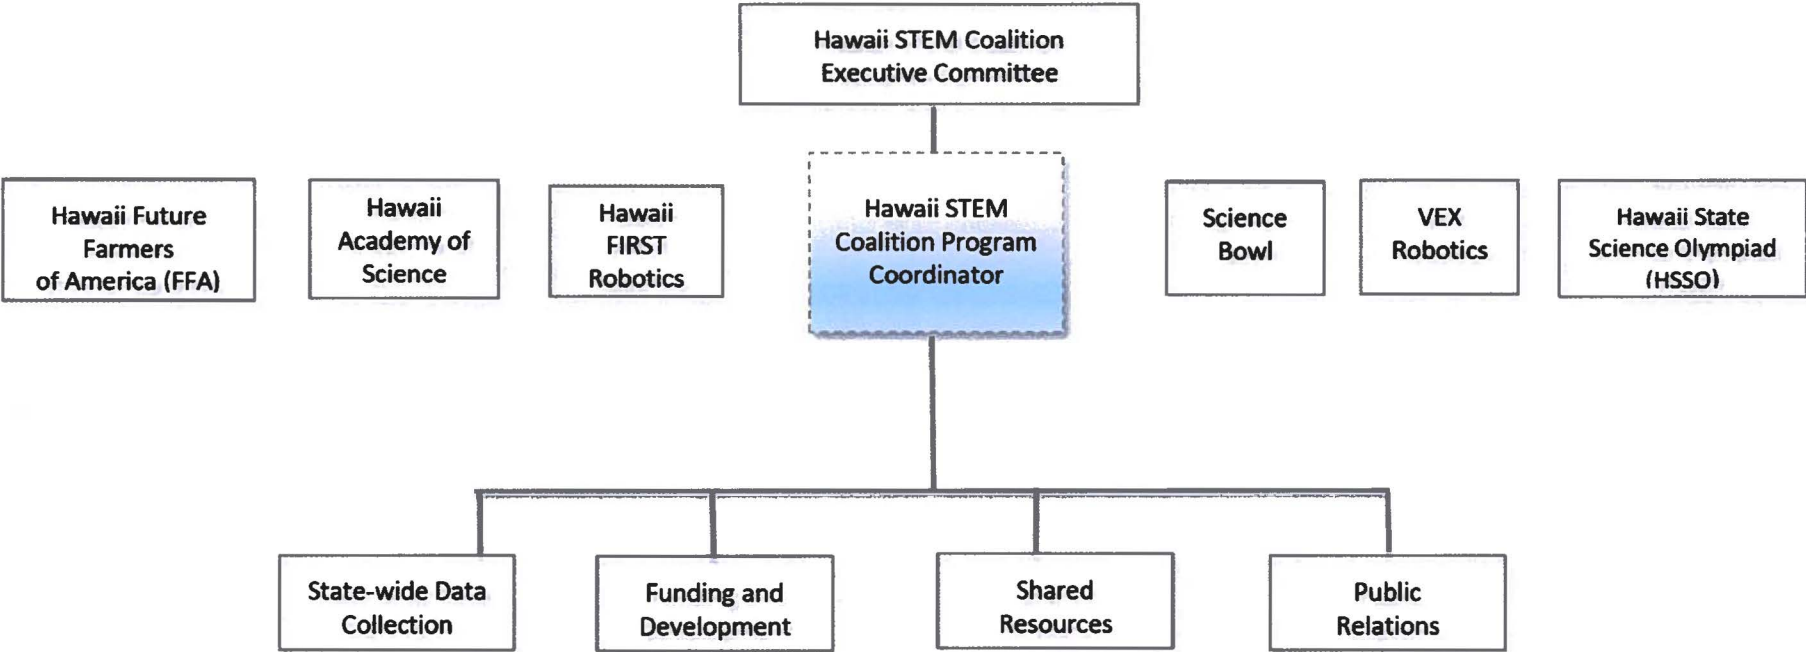 Hawaii STEM Coalition
Executive Committee
Hawaii Future
Farmers
of America (FFA)
Hawaii
Academy of
Science
Hawaii
FIRST
Robotics
Hawaii STEM
Coalition Program
Coordinator
Science
Bowl
VEX
Robotics
Hawaii State
Science Olympiad
(HSSO)
State-wide Data
Collection
Funding and
Development
Shared
Resources
Public
Relations